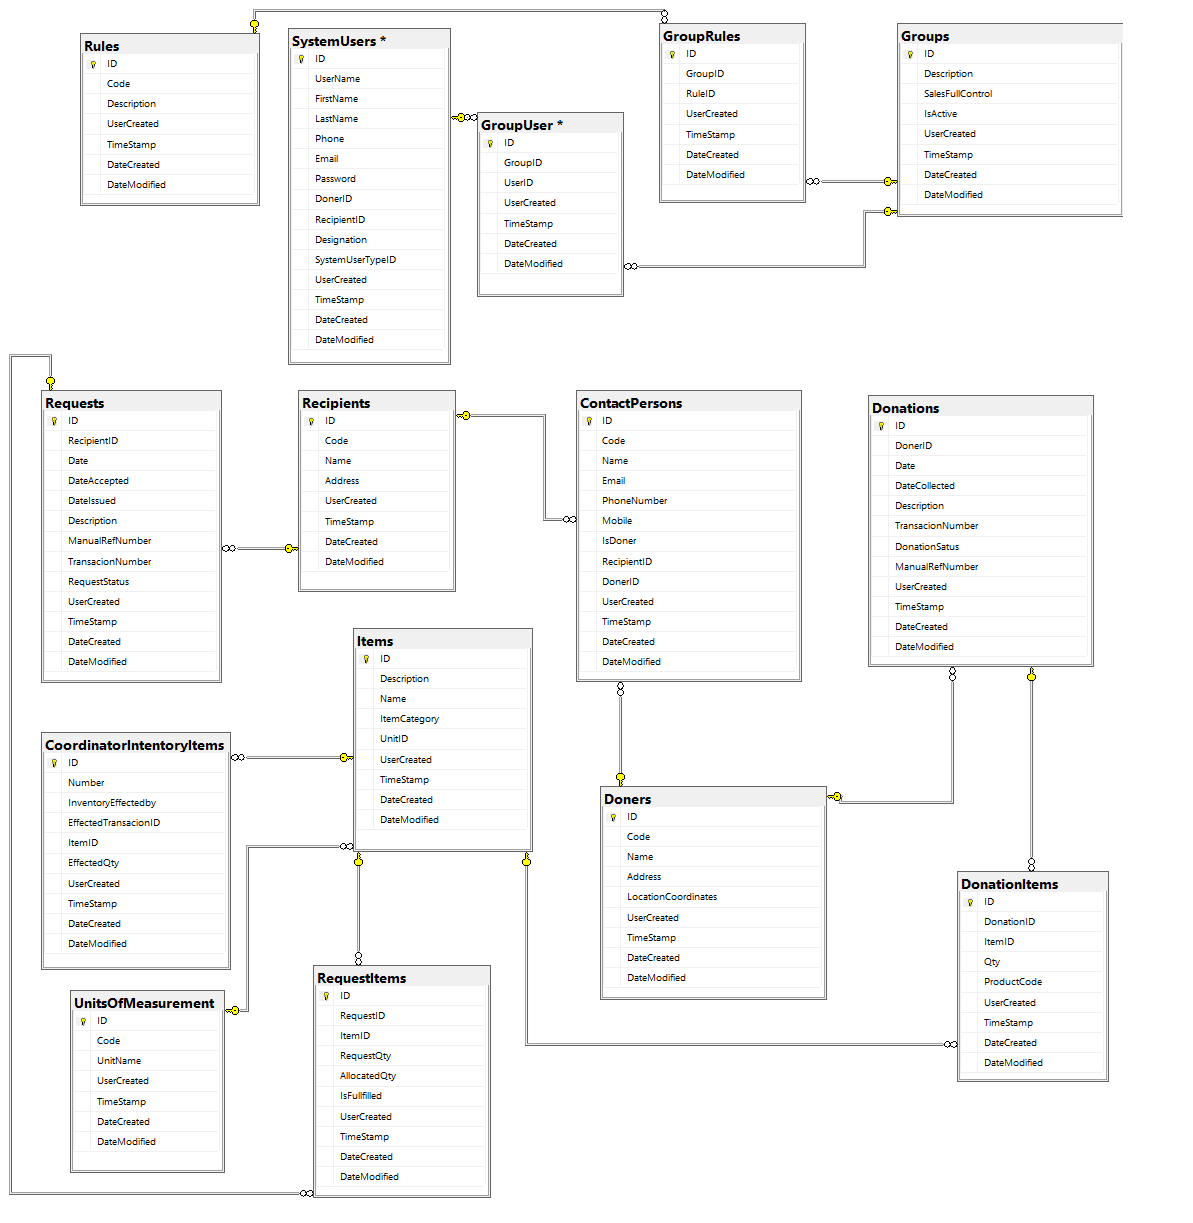 Rules
ID
Code
Description
UserCreated
TimeStamp
DateCreated
DateModified
SystemUsers *
ID
UserName
FirstName
LastName
Phone
Email
Password
DonerID
RecipientID
Designation
SystemUserTypeID
UserCreated
TimeStamp
DateCreated
DateModified
GroupUser *
ID
GroupID
UserID
UserCreated
TimeStamp
DateCreated
DateModified
GroupRules
ID
GroupID
RuleID
UserCreated
TimeStamp
DateCreated
DateModified
Groups
ID
Description
SalesFullControl
IsActive
UserCreated
TimeStamp
DateCreated
DateModified
Requests
ID
RecipientID
Date
DateAccepted
DateIssued
Description
ManualRefNumber
TransacionNumber
RequestStatus
UserCreated
TimeStamp
DateCreated
DateModified
Recipients
ID
Code
Name
Address
UserCreated
TimeStamp
DateCreated
DateModified
ContactPersons
ID
Code
Name
Email
PhoneNumber
Mobile
IsDoner
RecipientID
DonerID
UserCreated
TimeStamp
DateCreated
DateModified
Donations
ID
DonerID
Date
DateCollected
Description
TransacionNumber
DonationSatus
ManualRefNumber
UserCreated
TimeStamp
DateCreated
DateModified
Items
ID
Description
Name
ItemCategory
UnitID
UserCreated
TimeStamp
DateCreated
DateModified
CoordinatorIntentoryItems
ID
Number
InventoryEffectedby
EffectedTransacionID
ItemID
EffectedQty
UserCreated
TimeStamp
DateCreated
DateModified
Doners
ID
Code
Name
Address
LocationCoordinates
UserCreated
TimeStamp
DateCreated
DateModified
DonationItems
ID
DonationID
ItemID
Qty
ProductCode
UserCreated
TimeStamp
DateCreated
DateModified
UnitsOfMeasurement
ID
Code
UnitName
UserCreated
TimeStamp
DateCreated
DateModified
RequestItems
ID
RequestID
ItemID
RequestQty
AllocatedQty
IsFullfilled
UserCreated
TimeStamp
DateCreated
DateModified